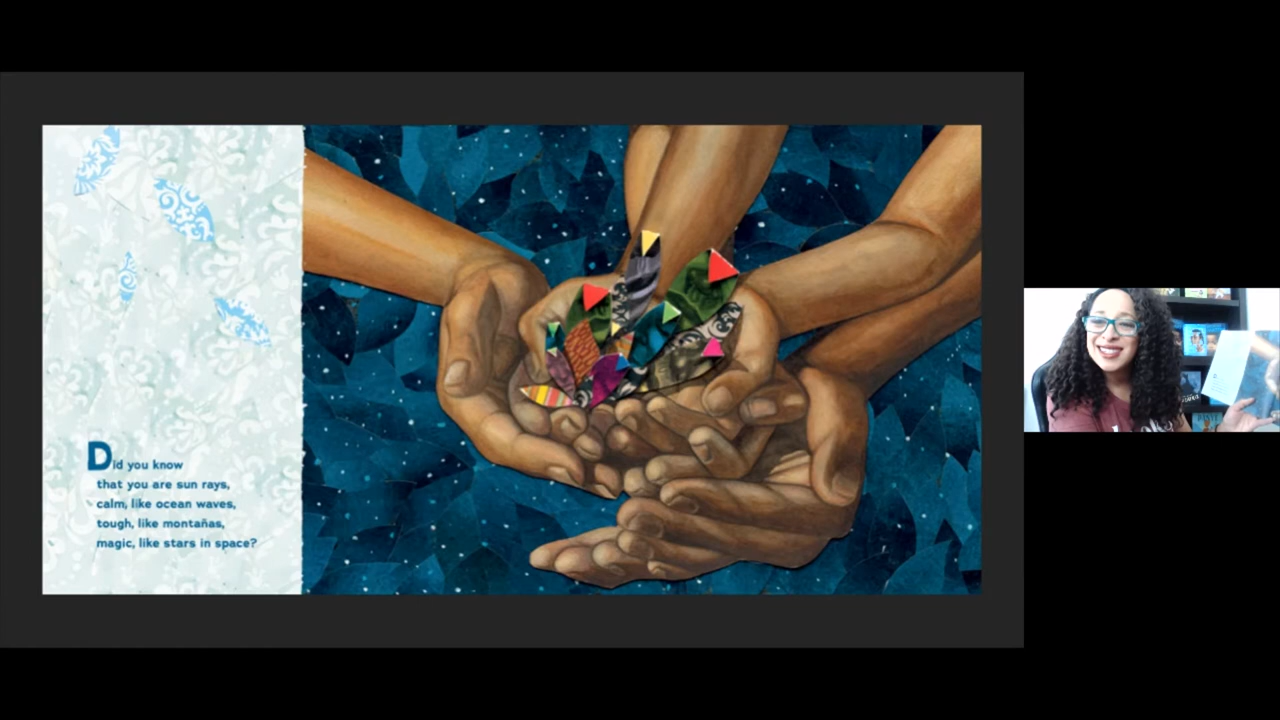 Did you know
that you are sun rays,
calm, like ocean waves,
tough, like montañas,
magic, like stars in space?